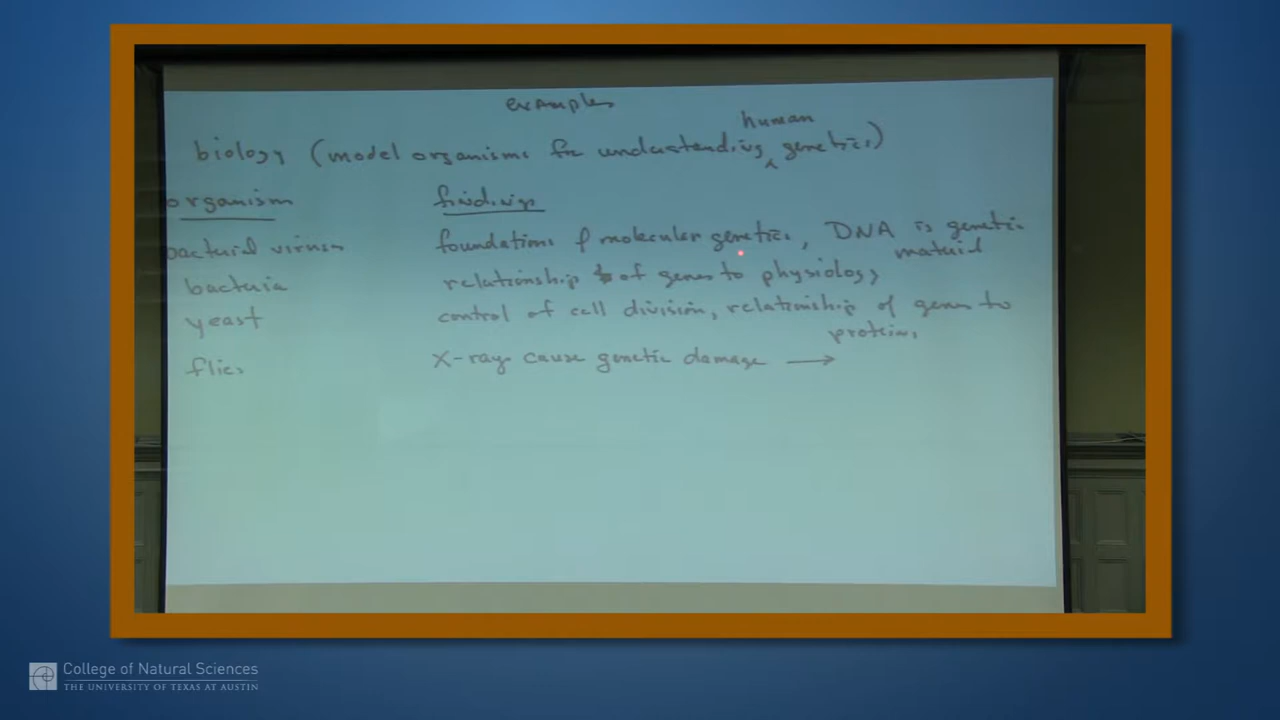 examples
biology (model organisms for understanding human genetics)
organism findings
bacterial viruses foundations of molecular genetics, DNA is genetic material
bacteria relationship of genes to physiology
yeast control of cell division, relationship of genes to proteins
flies X-rays cause genetic damage →
College of Natural Sciences
THE UNIVERSITY OF TEXAS AT AUSTIN